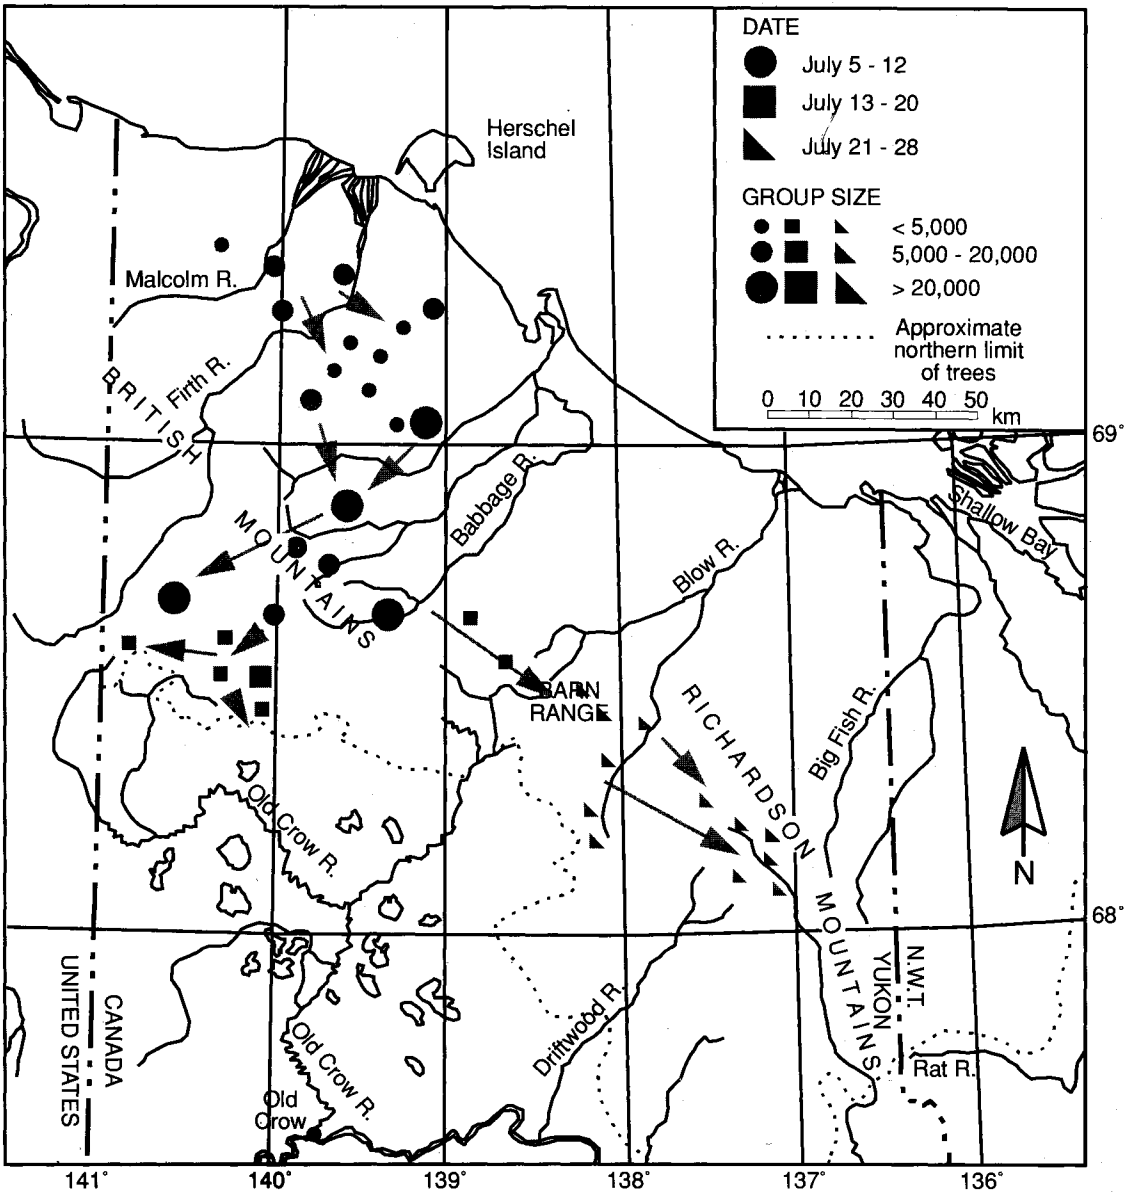 DATE
July 5 - 12
July 13 - 20
July 21 - 28
GROUP SIZE
< 5,000
5,000 - 20,000
> 20,000
Approximate
northern limit
of trees
0 10 20 30 40 50
km
Herschel
Island
Malcolm R.
Firth R.
BRITISH
MOUNTAINS
Babbage R.
Blow R.
Shallow Bay
69°
BARN
RANGE
RICHARDSON
MOUNTAINS
Big Fish R.
Old Crow R.
N
68°
UNITED STATES
CANADA
YUKON
N.W.T.
Driftwood R.
Old Crow R.
Rat R.
Old
Crow
141° 140° 139° 138° 137° 136°